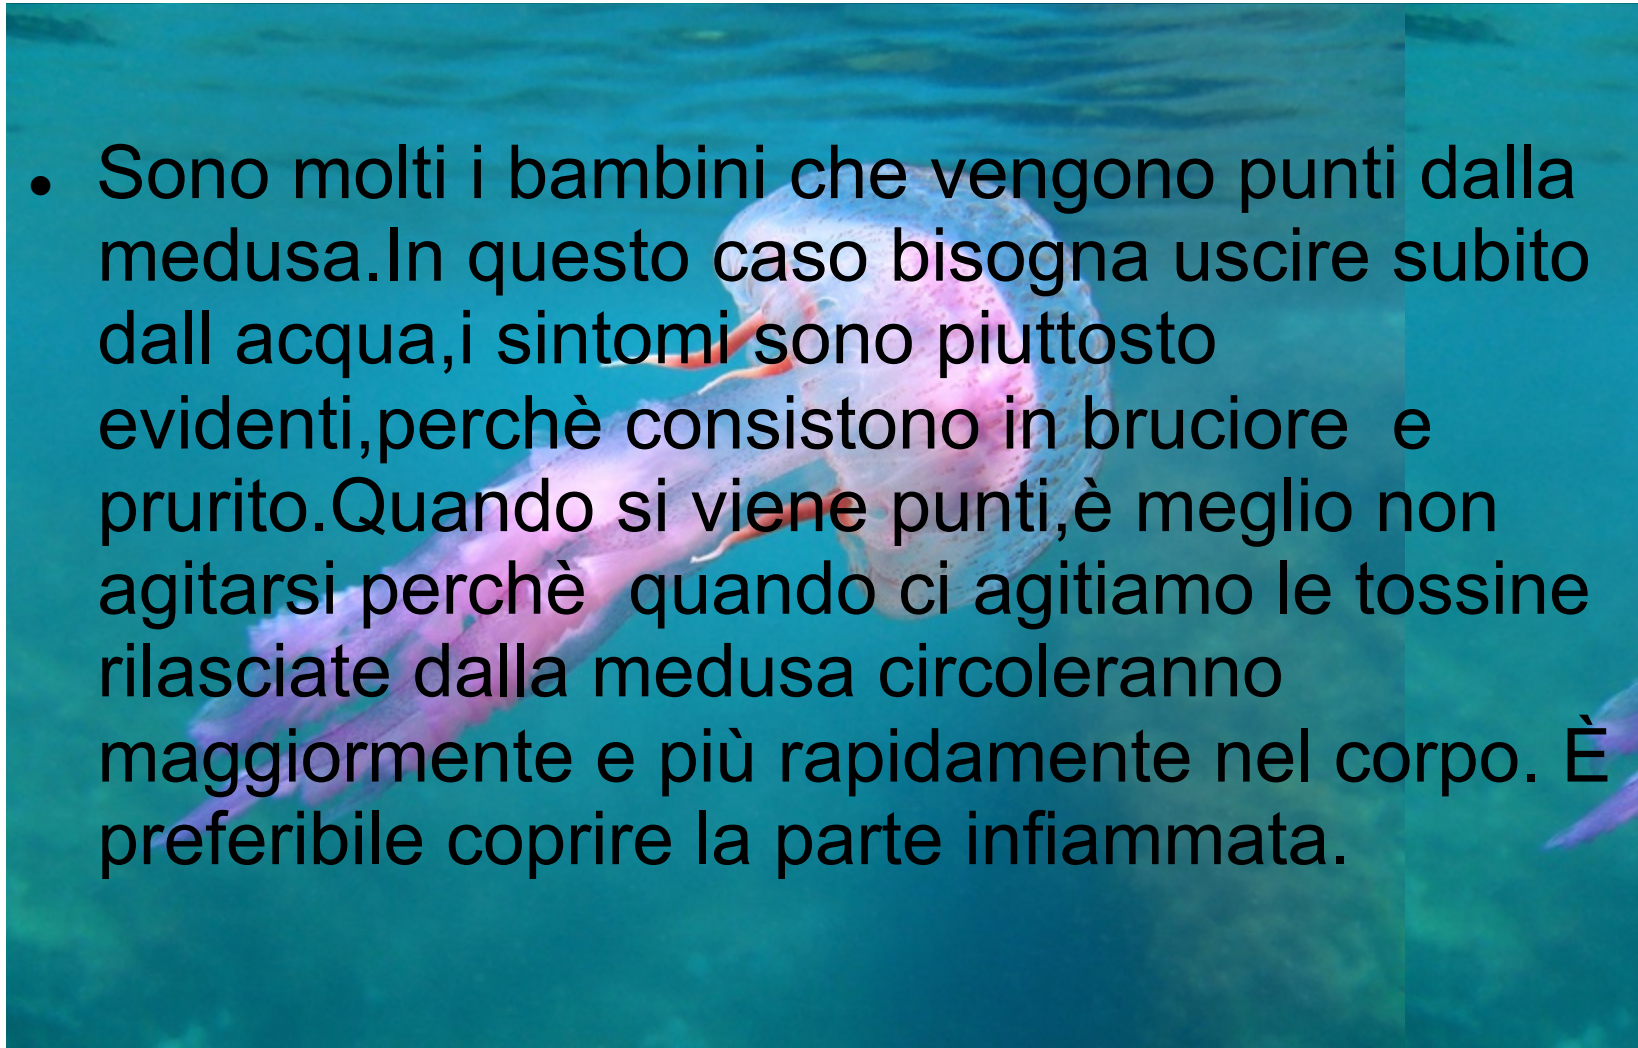 ● Sono molti i bambini che vengono punti dalla
medusa.In questo caso bisogna uscire subito
dall acqua,i sintomi sono piuttosto
evidenti,perchè consistono in bruciore  e
prurito.Quando si viene punti,è meglio non
agitarsi perchè  quando ci agitiamo le tossine
rilasciate dalla medusa circoleranno
maggiormente e più rapidamente nel corpo. È
preferibile coprire la parte infiammata.